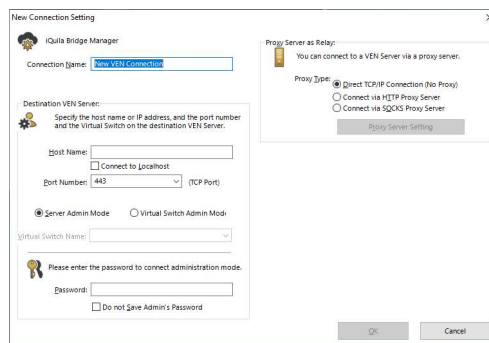 New Connection Setting
iQuila Bridge Manager
Connection Name: New VEN Connection
Destination VEN Server:
Specify the host name or IP address, and the port number
and the Virtual Switch on the destination VEN Server.
Host Name:
Connect to Localhost
Port Number: 443 (TCP Port)
Server Admin Mode Virtual Switch Admin Mode
Virtual Switch Name:
Please enter the password to connect administration mode.
Password:
Do not Save Admin's Password
Proxy Server as Relay:
You can connect to a VEN Server via a proxy server.
Proxy Type: Direct TCP/IP Connection (No Proxy)
Connect via HTTP Proxy Server
Connect via SOCKS Proxy Server
Proxy Server Setting
OK Cancel